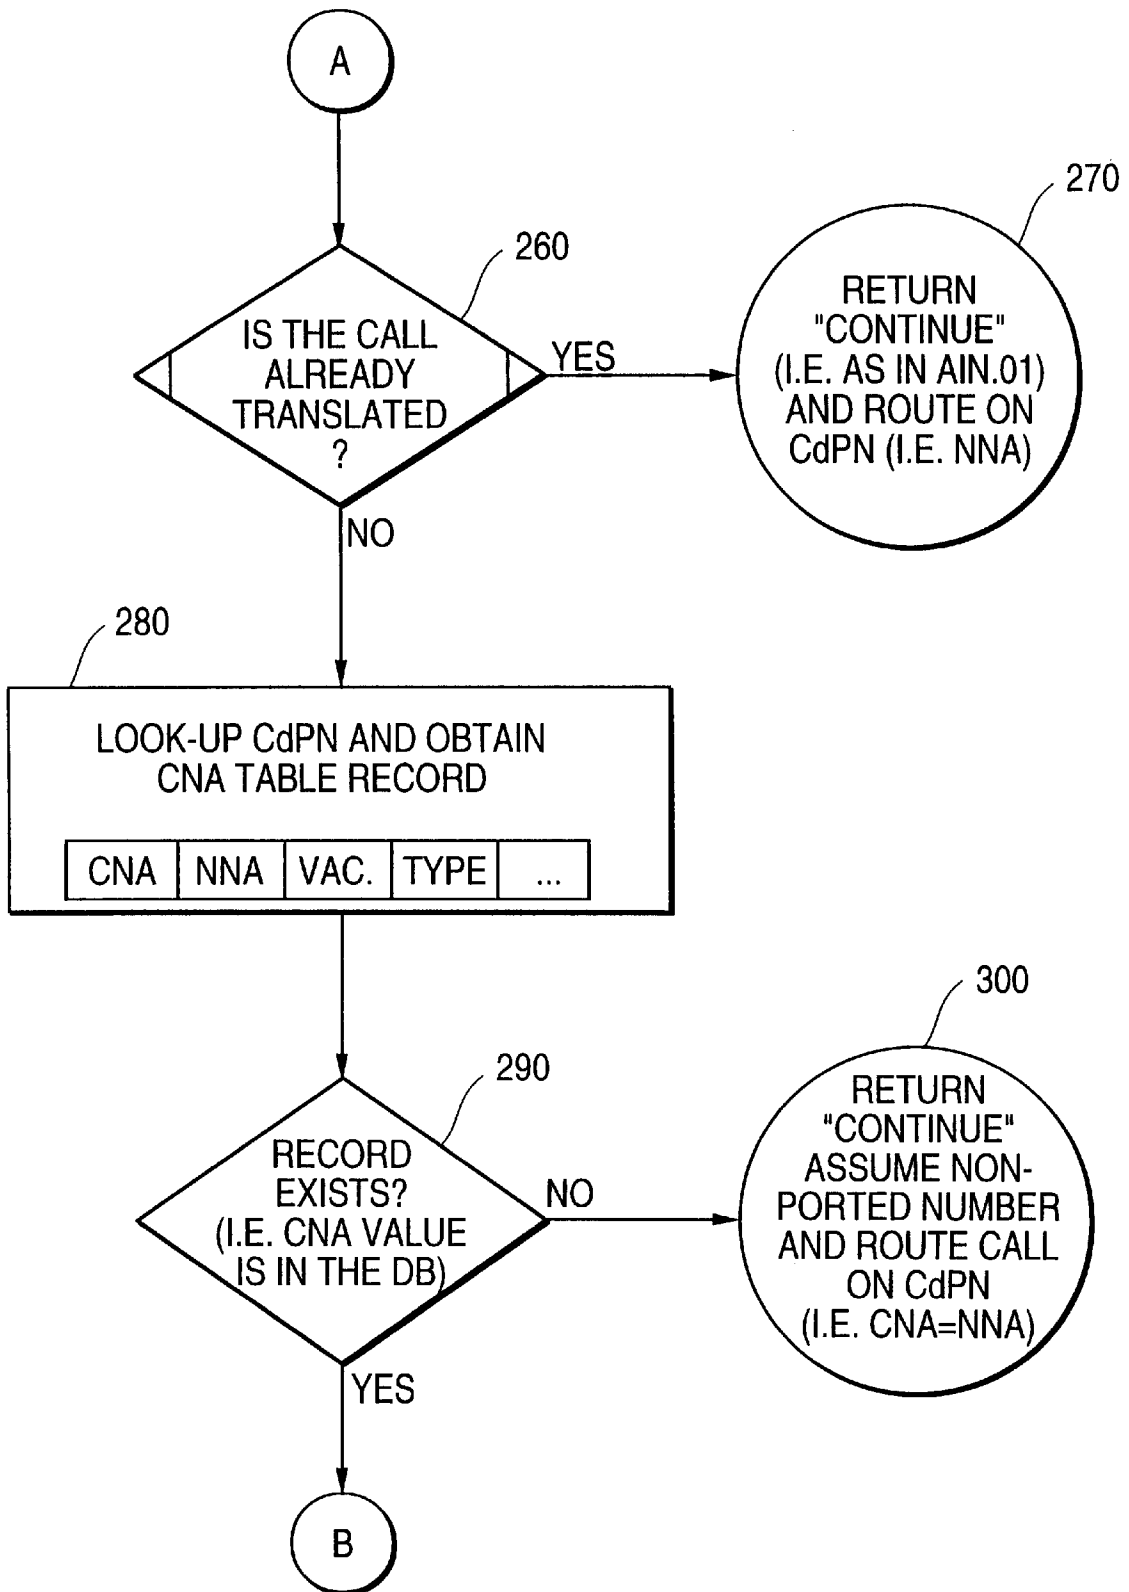 A
260
IS THE CALL
ALREADY
TRANSLATED
?
YES
NO
270
RETURN
"CONTINUE"
(I.E. AS IN AIN.01)
AND ROUTE ON
CdPN (I.E. NNA)
280
LOOK-UP CdPN AND OBTAIN
CNA TABLE RECORD
CNA NNA VAC. TYPE ...
290
RECORD
EXISTS?
(I.E. CNA VALUE
IS IN THE DB)
NO
YES
300
RETURN
"CONTINUE"
ASSUME NON-
PORTED NUMBER
AND ROUTE CALL
ON CdPN
(I.E. CNA=NNA)
B